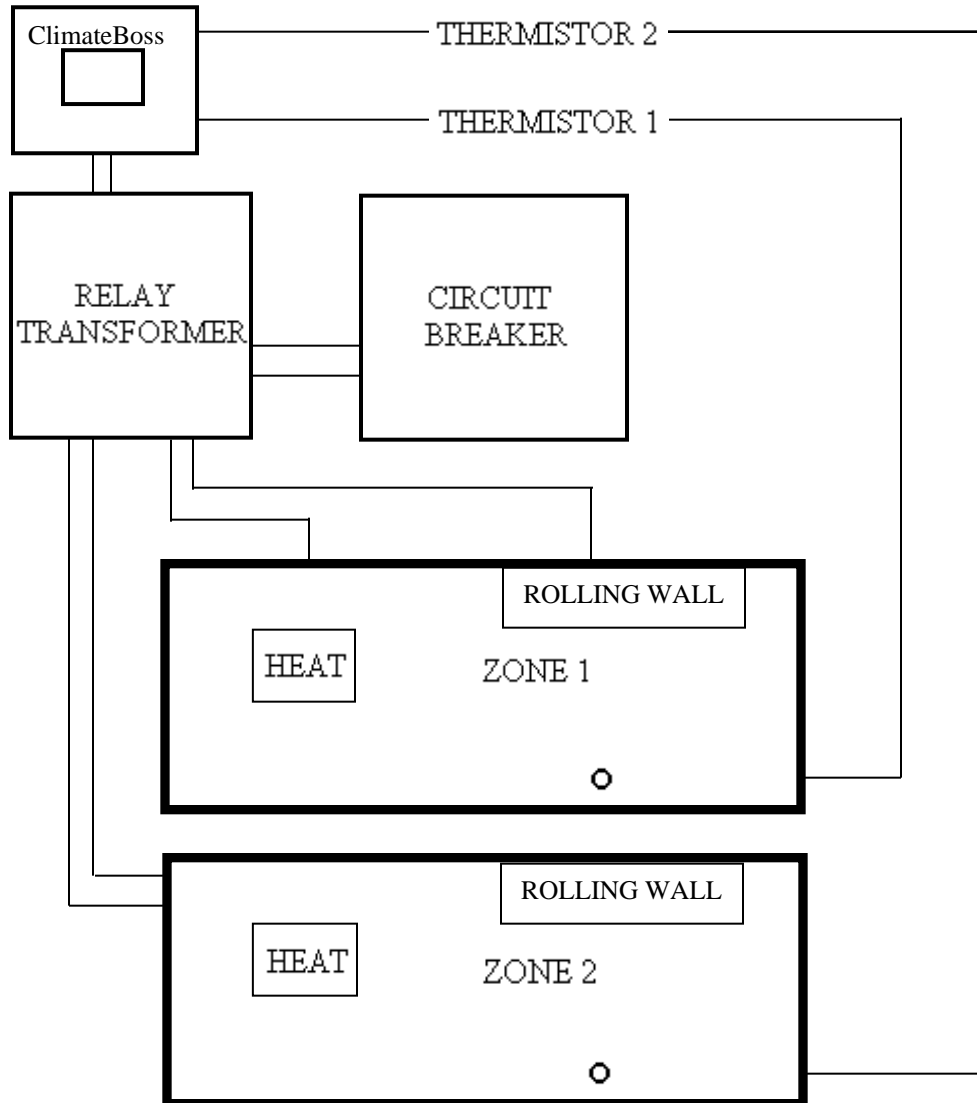 ClimateBoss
THERMISTOR 2
THERMISTOR 1
RELAY
TRANSFORMER
CIRCUIT
BREAKER
ROLLING WALL
HEAT
ZONE 1
ROLLING WALL
HEAT
ZONE 2